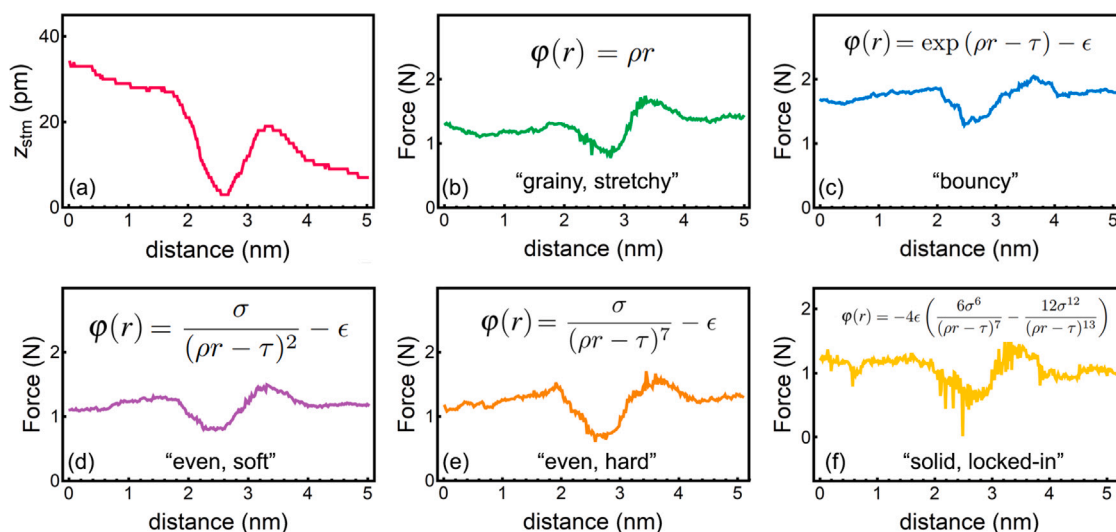 40
20
0
z_stm (pm)
(a)
0 1 2 3 4 5
distance (nm)
φ(r) = ρr
2
1
0
Force (N)
(b)
"grainy, stretchy"
0 1 2 3 4 5
distance (nm)
φ(r) = exp (ρr − τ) − ϵ
2
1
0
Force (N)
(c)
"bouncy"
0 1 2 3 4 5
distance (nm)
φ(r) = σ / (ρr − τ)^2 − ϵ
2
1
0
Force (N)
(d)
"even, soft"
0 1 2 3 4 5
distance (nm)
φ(r) = σ / (ρr − τ)^7 − ϵ
2
1
0
Force (N)
(e)
"even, hard"
0 1 2 3 4 5
distance (nm)
φ(r) = −4ϵ ( 6σ^6 / (ρr − τ)^7 − 12σ^12 / (ρr − τ)^13 )
2
1
0
Force (N)
(f)
"solid, locked-in"
0 1 2 3 4 5
distance (nm)